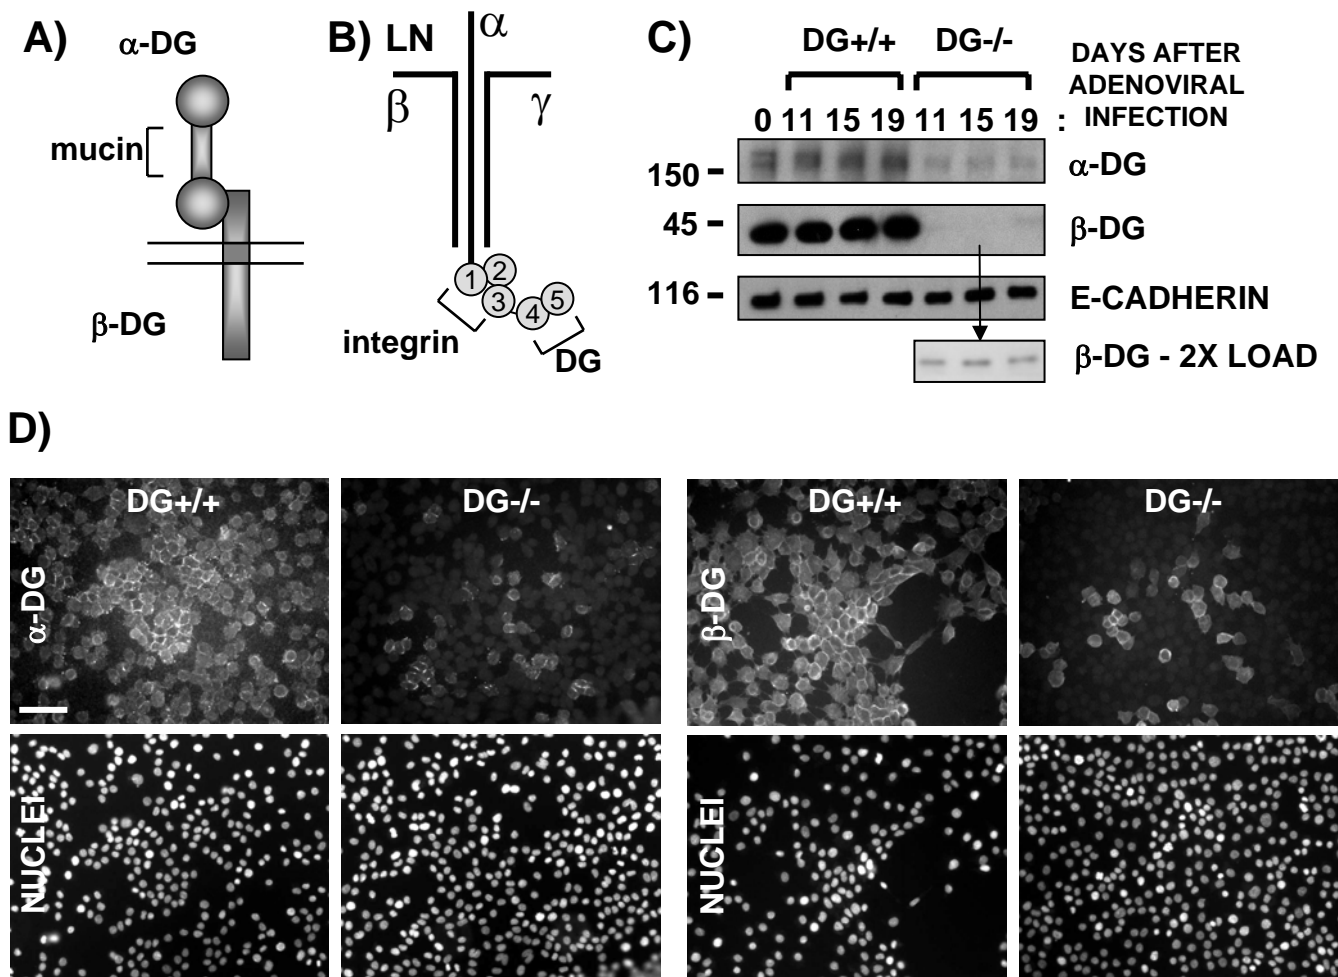 A)
α-DG
mucin
β-DG
B)
LN
α
β
γ
1
2
3
4
5
integrin
DG
C)
DG+/+ DG-/-
DAYS AFTER
ADENOVIRAL
INFECTION
0 11 15 19 11 15 19 :
150
α-DG
45
β-DG
116
E-CADHERIN
β-DG - 2X LOAD
D)
DG+/+
DG-/-
DG+/+
DG-/-
α-DG
β-DG
NUCLEI
NUCLEI